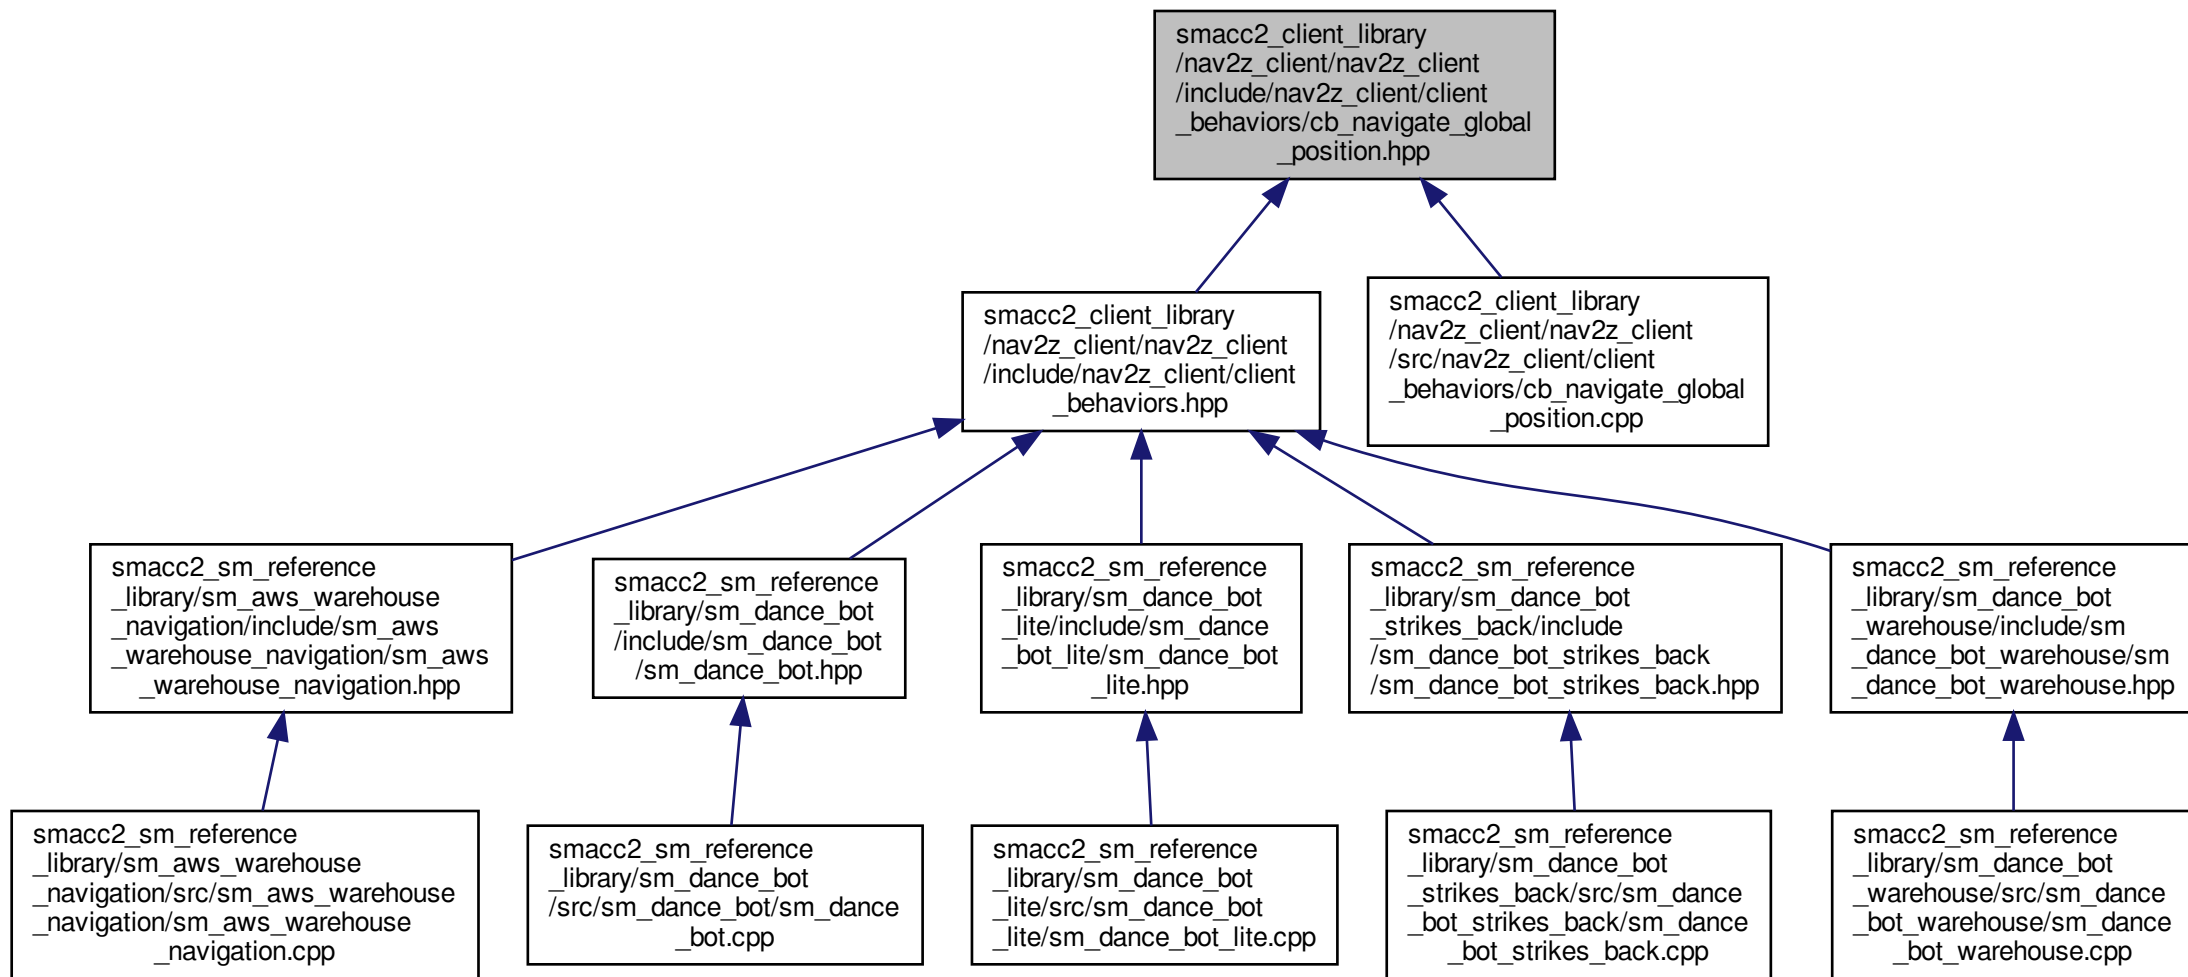 smacc2_client_library
/nav2z_client/nav2z_client
/include/nav2z_client/client
_behaviors/cb_navigate_global
_position.hpp
smacc2_client_library
/nav2z_client/nav2z_client
/include/nav2z_client/client
_behaviors.hpp
smacc2_client_library
/nav2z_client/nav2z_client
/src/nav2z_client/client
_behaviors/cb_navigate_global
_position.cpp
smacc2_sm_reference
_library/sm_aws_warehouse
_navigation/include/sm_aws
_warehouse_navigation/sm_aws
_warehouse_navigation.hpp
smacc2_sm_reference
_library/sm_dance_bot
/include/sm_dance_bot
/sm_dance_bot.hpp
smacc2_sm_reference
_library/sm_dance_bot
_lite/include/sm_dance
_bot_lite/sm_dance_bot
_lite.hpp
smacc2_sm_reference
_library/sm_dance_bot
_strikes_back/include
/sm_dance_bot_strikes_back
/sm_dance_bot_strikes_back.hpp
smacc2_sm_reference
_library/sm_dance_bot
_warehouse/include/sm
_dance_bot_warehouse/sm
_dance_bot_warehouse.hpp
smacc2_sm_reference
_library/sm_aws_warehouse
_navigation/src/sm_aws_warehouse
_navigation/sm_aws_warehouse
_navigation.cpp
smacc2_sm_reference
_library/sm_dance_bot
/src/sm_dance_bot/sm_dance
_bot.cpp
smacc2_sm_reference
_library/sm_dance_bot
_lite/src/sm_dance_bot
_lite/sm_dance_bot_lite.cpp
smacc2_sm_reference
_library/sm_dance_bot
_strikes_back/src/sm_dance
_bot_strikes_back/sm_dance
_bot_strikes_back.cpp
smacc2_sm_reference
_library/sm_dance_bot
_warehouse/src/sm_dance
_bot_warehouse/sm_dance
_bot_warehouse.cpp